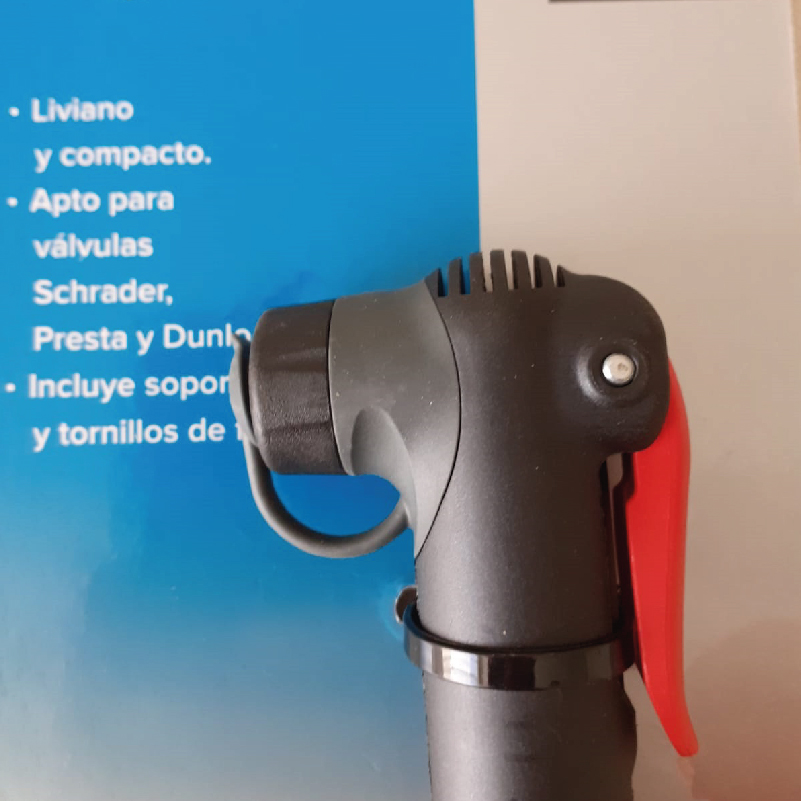 • Liviano
y compacto.
• Apto para
válvulas
Schrader,
Presta y Dunlo
• Incluye sopor
y tornillos de